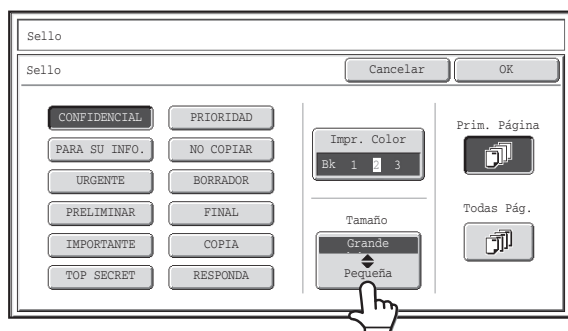 Sello
Sello
Cancelar
OK
CONFIDENCIAL
PRIORIDAD
PARA SU INFO.
NO COPIAR
URGENTE
BORRADOR
PRELIMINAR
FINAL
IMPORTANTE
COPIA
TOP SECRET
RESPONDA
Impr. Color
Bk 1 2 3
Tamaño
Grande
Pequeña
Prim. Página
Todas Pág.